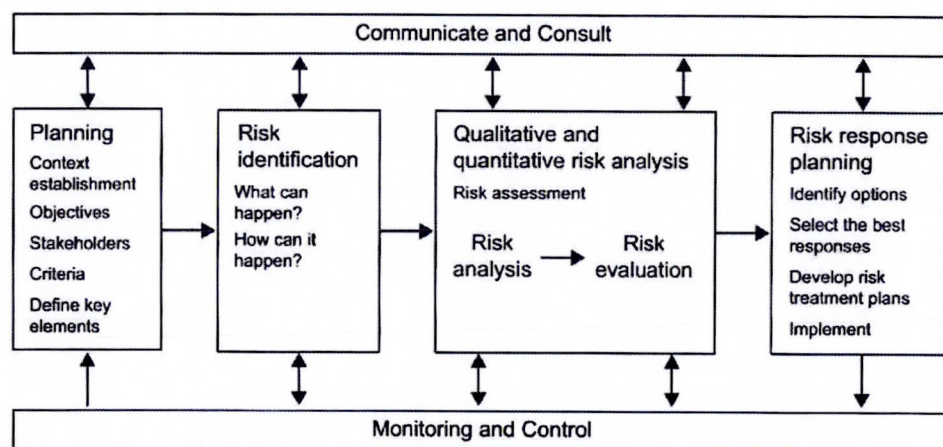 Communicate and Consult
Planning
Context
establishment
Objectives
Stakeholders
Criteria
Define key
elements
Risk
identification
What can
happen?
How can it
happen?
Qualitative and
quantitative risk analysis
Risk assessment
Risk
analysis
Risk
evaluation
Risk response
planning
Identify options
Select the best
responses
Develop risk
treatment plans
Implement
Monitoring and Control